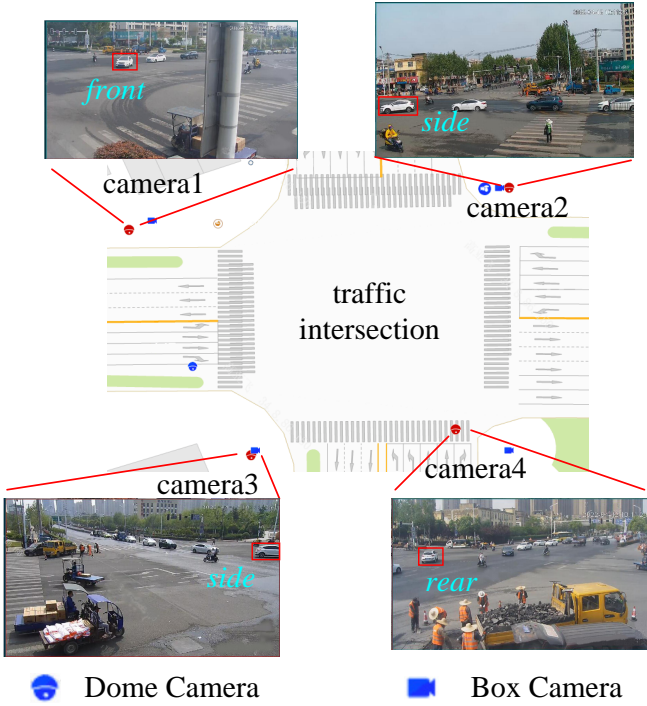 front
side
camera1
camera2
traffic
intersection
camera4
camera3
side
rear
Dome Camera
Box Camera